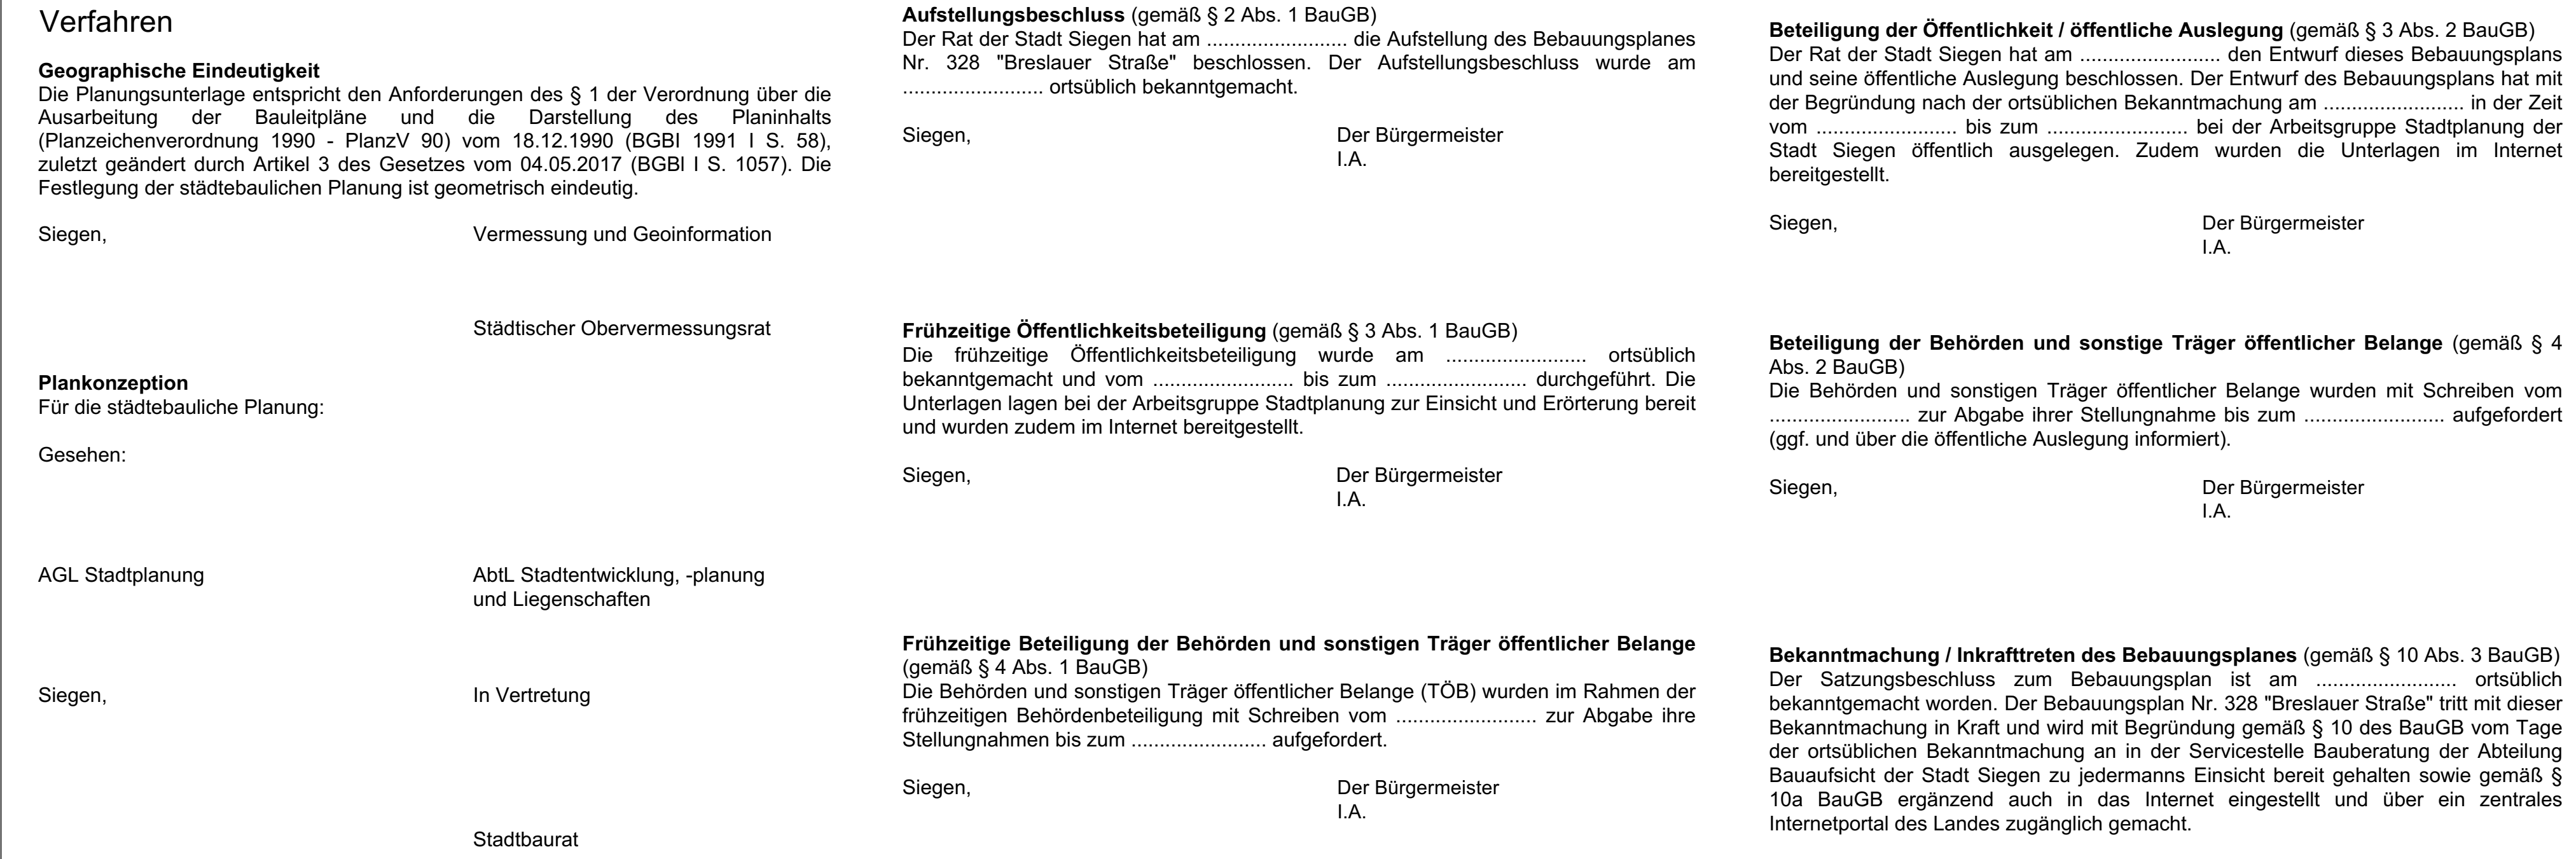 Verfahren
Geographische Eindeutigkeit
Die Planungsunterlage entspricht den Anforderungen des § 1 der Verordnung über die
Ausarbeitung der Bauleitpläne und die Darstellung des Planinhalts
(Planzeichenverordnung 1990 - PlanzV 90) vom 18.12.1990 (BGBl 1991 I S. 58),
zuletzt geändert durch Artikel 3 des Gesetzes vom 04.05.2017 (BGBl I S. 1057). Die
Festlegung der städtebaulichen Planung ist geometrisch eindeutig.
Siegen, Vermessung und Geoinformation
Städtischer Obervermessungsrat
Plankonzeption
Für die städtebauliche Planung:
Gesehen:
AGL Stadtplanung AbtL Stadtentwicklung, -planung
und Liegenschaften
Siegen, In Vertretung
Stadtbaurat
Aufstellungsbeschluss (gemäß § 2 Abs. 1 BauGB)
Der Rat der Stadt Siegen hat am ......................... die Aufstellung des Bebauungsplanes
Nr. 328 "Breslauer Straße" beschlossen. Der Aufstellungsbeschluss wurde am
......................... ortsüblich bekanntgemacht.
Siegen, Der Bürgermeister
I.A.
Frühzeitige Öffentlichkeitsbeteiligung (gemäß § 3 Abs. 1 BauGB)
Die frühzeitige Öffentlichkeitsbeteiligung wurde am ......................... ortsüblich
bekanntgemacht und vom ......................... bis zum ......................... durchgeführt. Die
Unterlagen lagen bei der Arbeitsgruppe Stadtplanung zur Einsicht und Erörterung bereit
und wurden zudem im Internet bereitgestellt.
Siegen, Der Bürgermeister
I.A.
Frühzeitige Beteiligung der Behörden und sonstigen Träger öffentlicher Belange
(gemäß § 4 Abs. 1 BauGB)
Die Behörden und sonstigen Träger öffentlicher Belange (TÖB) wurden im Rahmen der
frühzeitigen Behördenbeteiligung mit Schreiben vom ......................... zur Abgabe ihre
Stellungnahmen bis zum ........................ aufgefordert.
Siegen, Der Bürgermeister
I.A.
Beteiligung der Öffentlichkeit / öffentliche Auslegung (gemäß § 3 Abs. 2 BauGB)
Der Rat der Stadt Siegen hat am ......................... den Entwurf dieses Bebauungsplans
und seine öffentliche Auslegung beschlossen. Der Entwurf des Bebauungsplans hat mit
der Begründung nach der ortsüblichen Bekanntmachung am ......................... in der Zeit
vom ......................... bis zum ......................... bei der Arbeitsgruppe Stadtplanung der
Stadt Siegen öffentlich ausgelegen. Zudem wurden die Unterlagen im Internet
bereitgestellt.
Siegen, Der Bürgermeister
I.A.
Beteiligung der Behörden und sonstige Träger öffentlicher Belange (gemäß § 4
Abs. 2 BauGB)
Die Behörden und sonstigen Träger öffentlicher Belange wurden mit Schreiben vom
......................... zur Abgabe ihrer Stellungnahme bis zum ......................... aufgefordert
(ggf. und über die öffentliche Auslegung informiert).
Siegen, Der Bürgermeister
I.A.
Bekanntmachung / Inkrafttreten des Bebauungsplanes (gemäß § 10 Abs. 3 BauGB)
Der Satzungsbeschluss zum Bebauungsplan ist am ......................... ortsüblich
bekanntgemacht worden. Der Bebauungsplan Nr. 328 "Breslauer Straße" tritt mit dieser
Bekanntmachung in Kraft und wird mit Begründung gemäß § 10 des BauGB vom Tage
der ortsüblichen Bekanntmachung an in der Servicestelle Bauberatung der Abteilung
Bauaufsicht der Stadt Siegen zu jedermanns Einsicht bereit gehalten sowie gemäß §
10a BauGB ergänzend auch in das Internet eingestellt und über ein zentrales
Internetportal des Landes zugänglich gemacht.